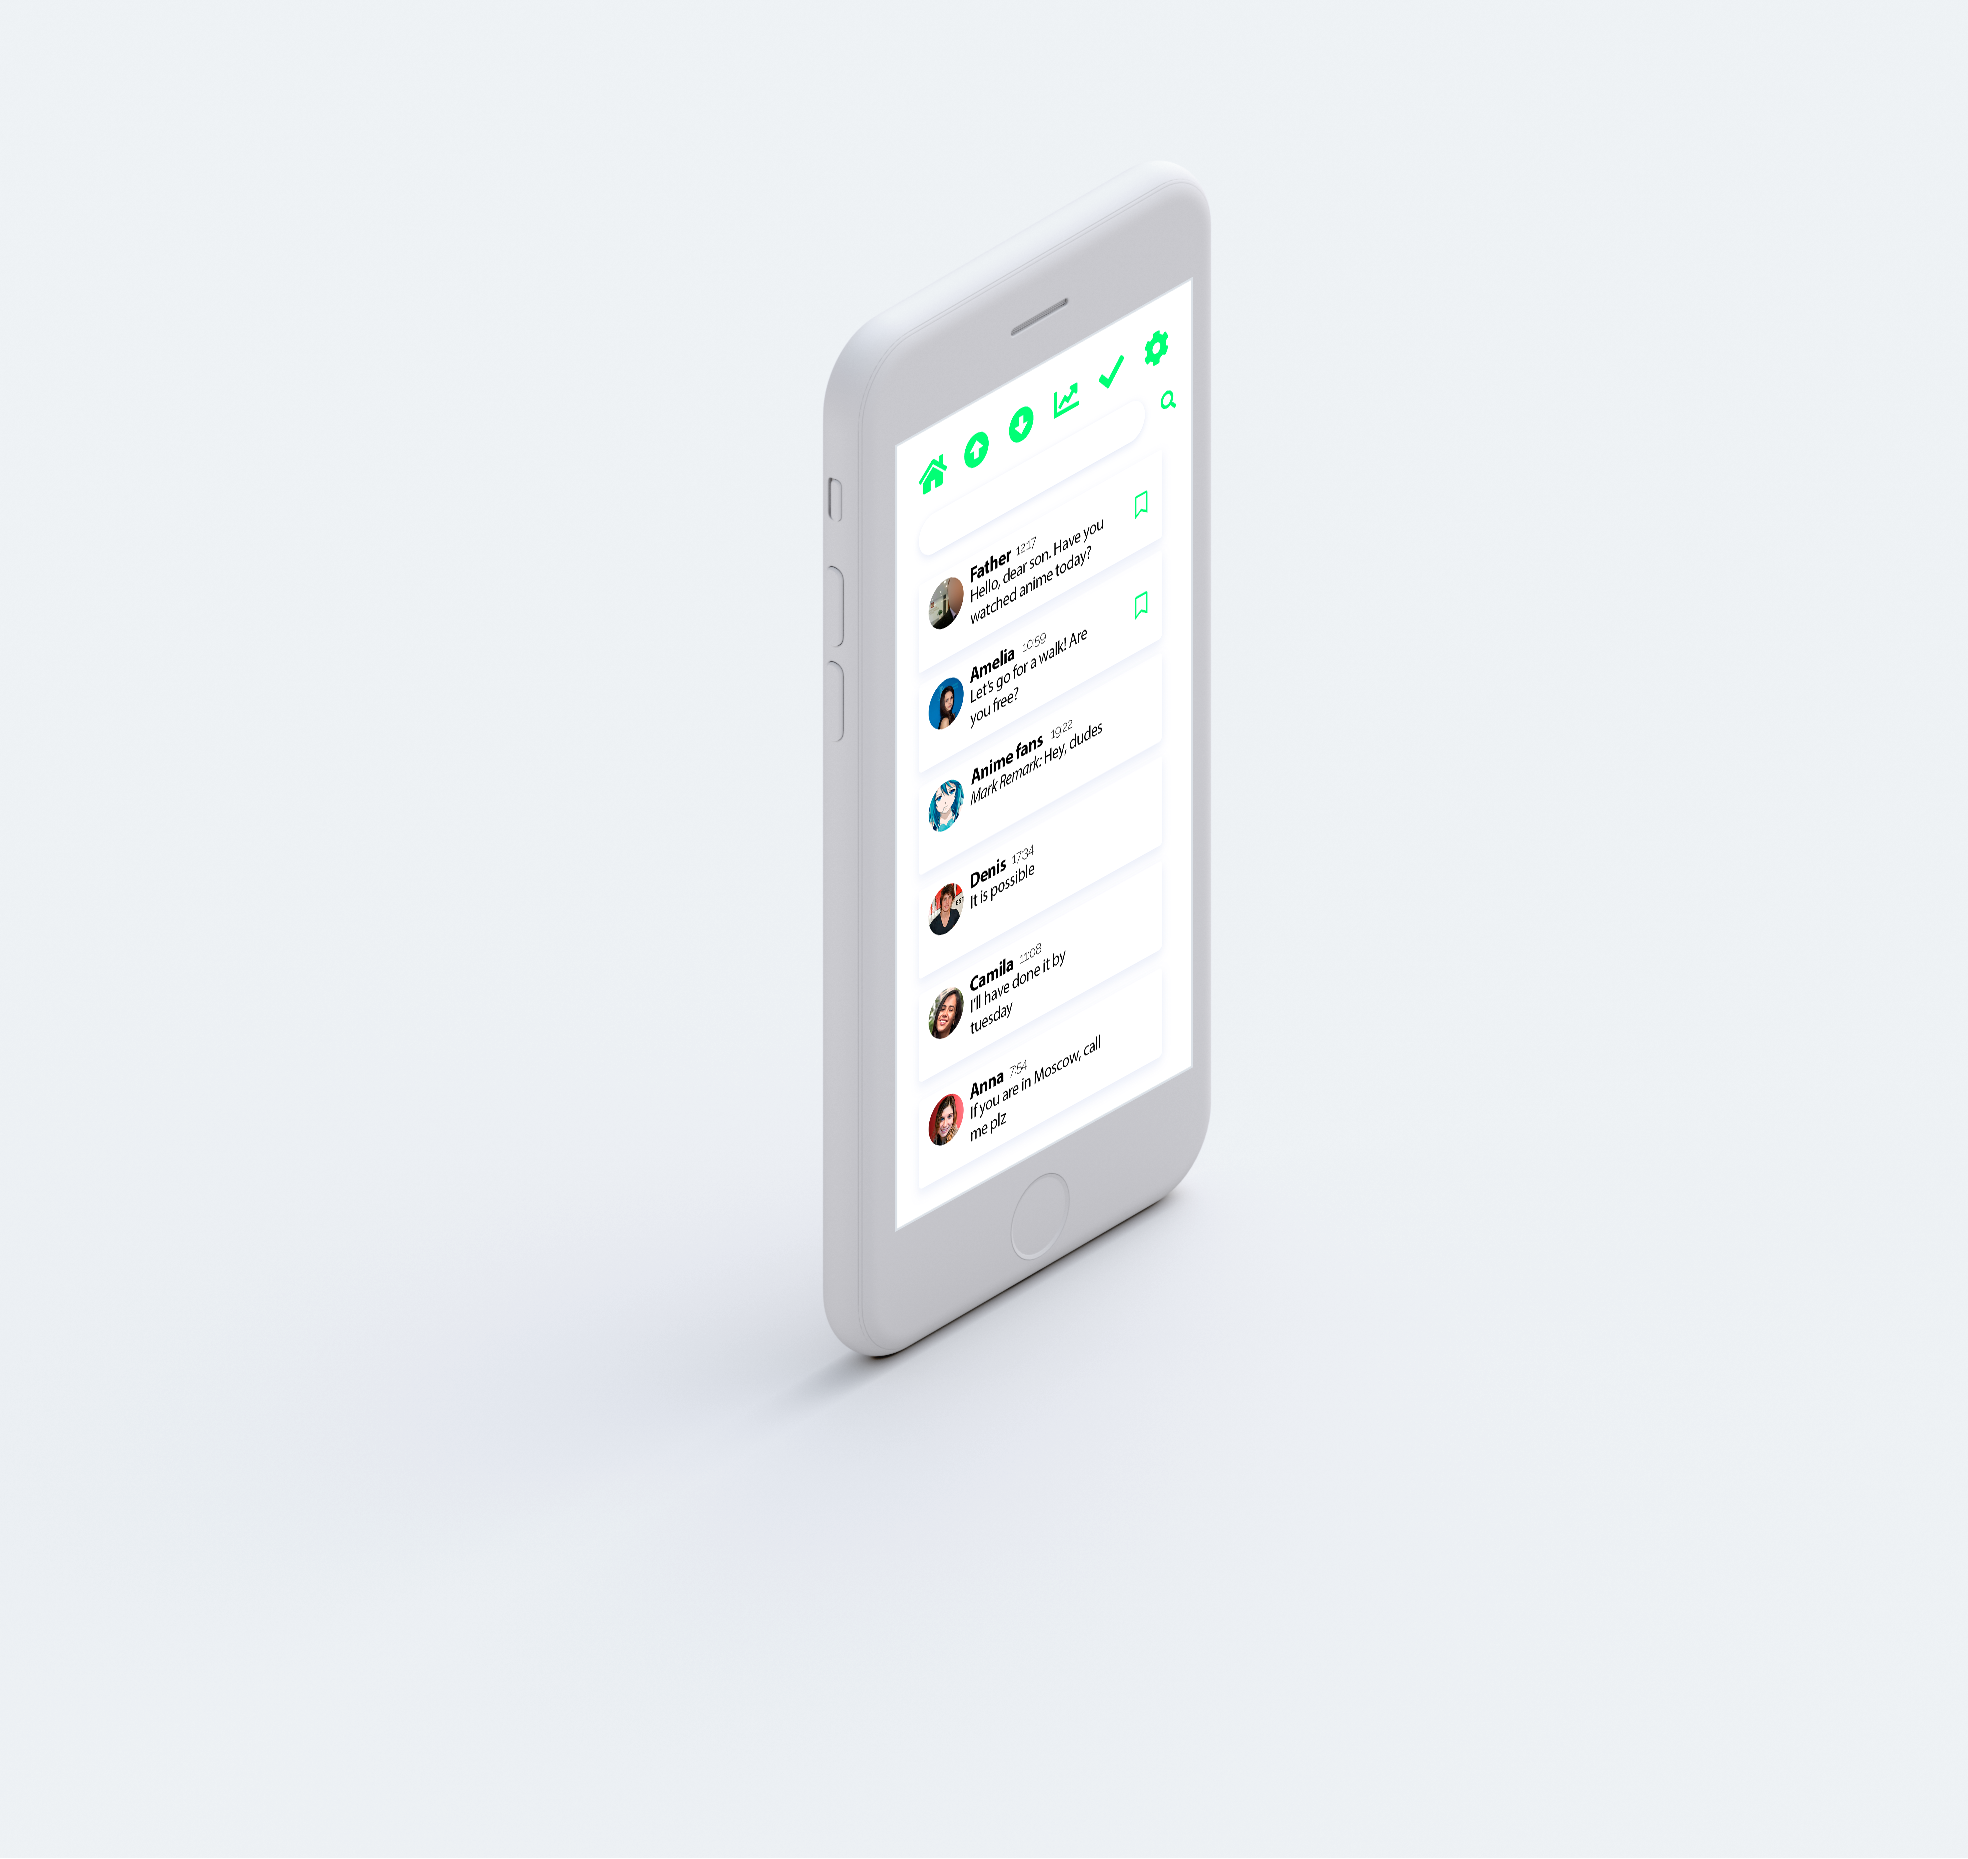 Father 12:17
Hello, dear son. Have you
watched anime today?
Amelia 10:59
Let's go for a walk! Are
you free?
Anime fans 19:22
Mark Remark: Hey, dudes
Denis 17:34
It is possible
EST
Camila 11:08
I'll have done it by
tuesday
Anna 7:54
If you are in Moscow, call
me plz